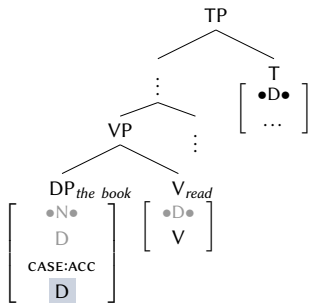 TP
⋮ T
•D•
…
VP ⋮
DP the book V read
•N• •D•
D V
CASE:ACC
D